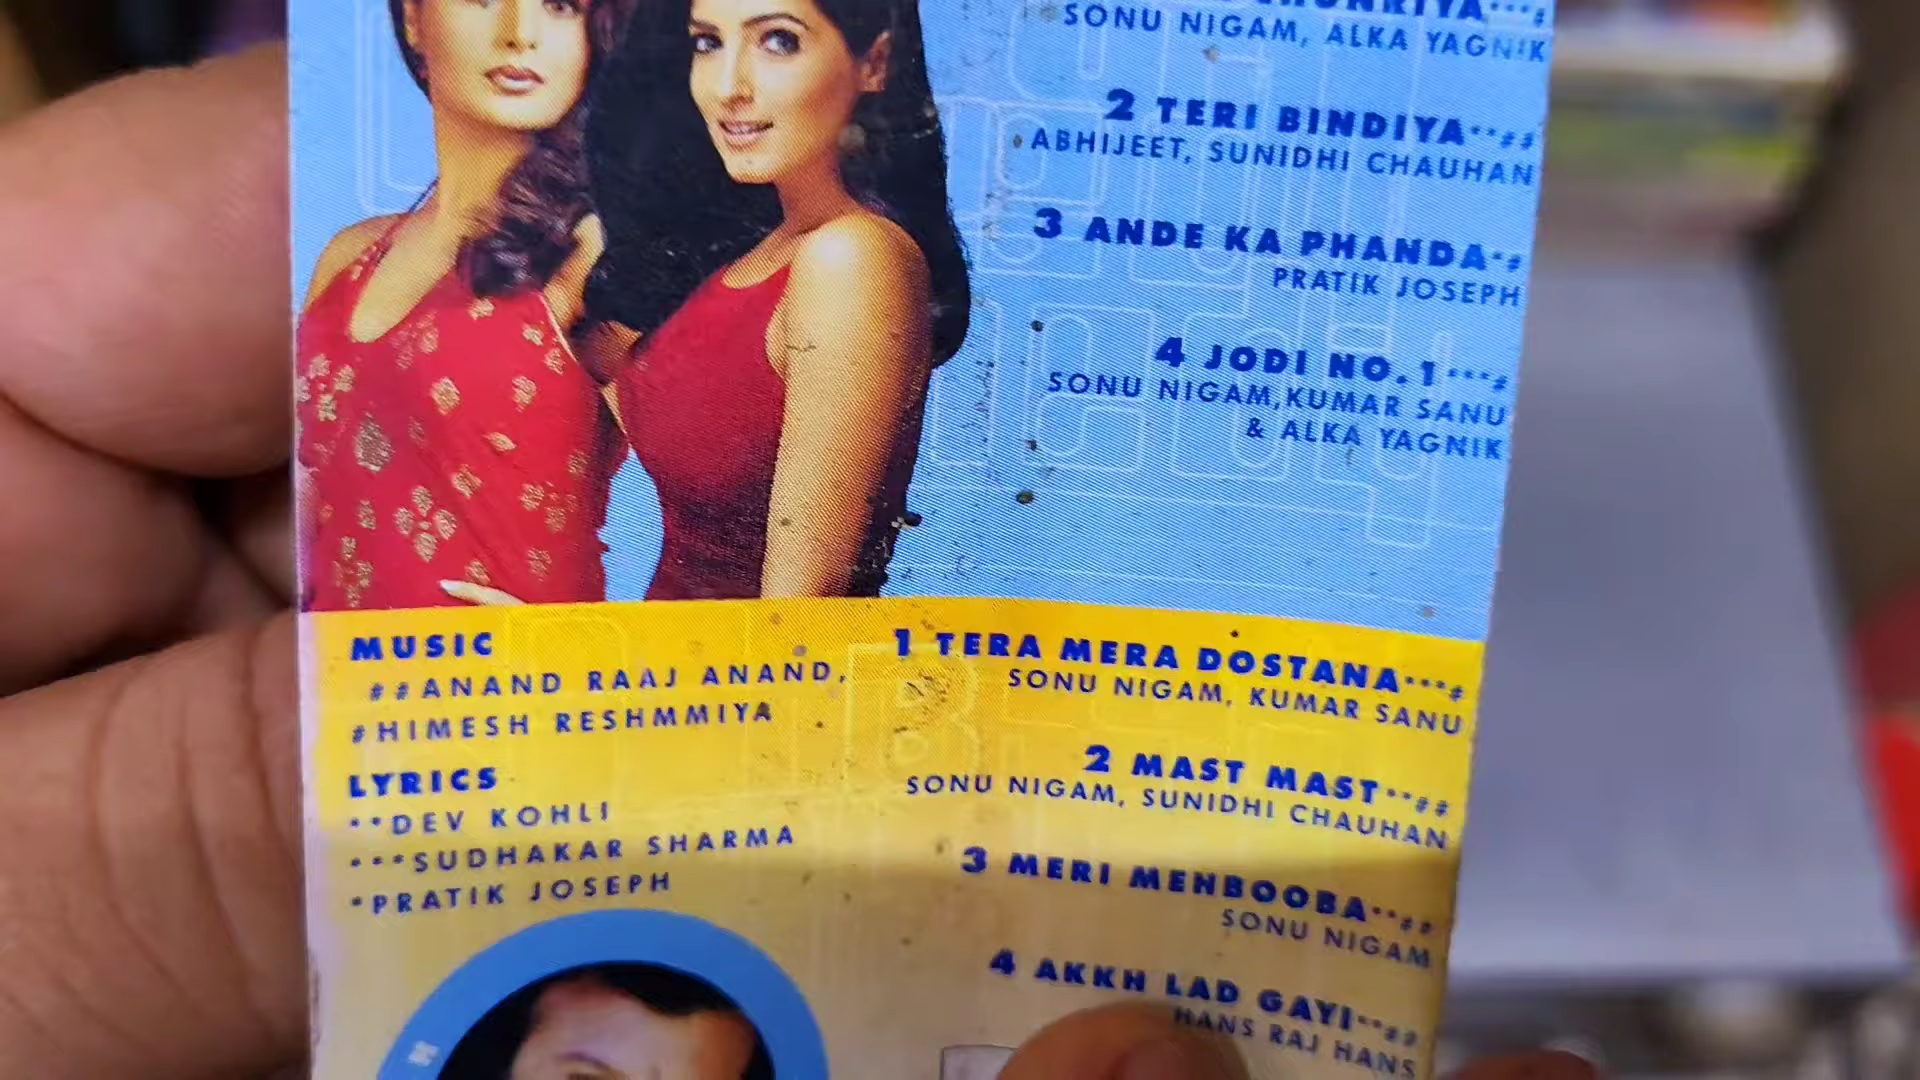 SONU NIGAM, ALKA YAGNIK
2 TERI BINDIYA**##
ABHIJEET, SUNIDHI CHAUHAN
3 ANDE KA PHANDA*#
PRATIK JOSEPH
4 JODI NO.1***#
SONU NIGAM,KUMAR SANU
& ALKA YAGNIK
MUSIC
##ANAND RAAJ ANAND,
#HIMESH RESHMMIYA
LYRICS
**DEV KOHLI
***SUDHAKAR SHARMA
*PRATIK JOSEPH
1 TERA MERA DOSTANA***#
SONU NIGAM, KUMAR SANU
2 MAST MAST**##
SONU NIGAM, SUNIDHI CHAUHAN
3 MERI MEHBOOBA**##
SONU NIGAM
4 AKKH LAD GAYI**##
HANS RAJ HANS